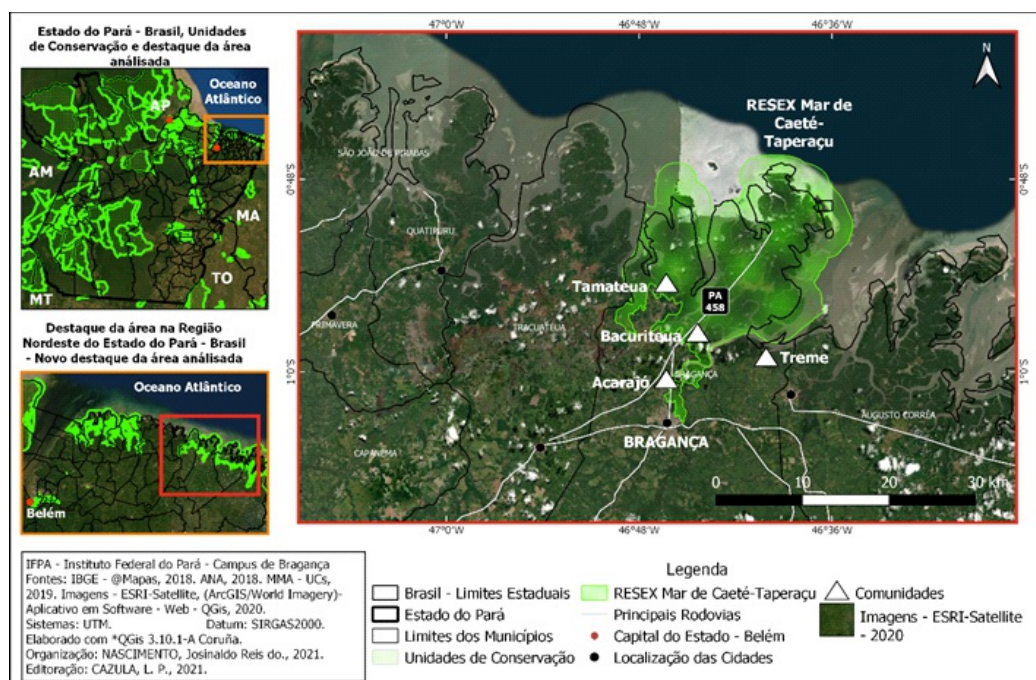 Estado do Pará - Brasil, Unidades
de Conservação e destaque da área
análisada
Oceano
Atlântico
AP
AM
MA
TO
MT
Destaque da área na Região
Nordeste do Estado do Pará - Brasil
- Novo destaque da área análisada
Oceano Atlântico
Belém
47°0'W
46°48'W
46°36'W
N
RESEX Mar de
Caeté-
Taperaçu
SÃO JOÃO DE PIRABAS
0°48'S
0°48'S
QUATIPURU
Tamateua
PA
458
PRIMAVERA
TRACUATEUA
Bacuriteua
Treme
1°0'S
1°0'S
BRAGANÇA
Acarajó
AUGUSTO CORRÊA
BRAGANÇA
CAPANEMA
0 10 20 30 km
47°0'W
46°48'W
46°36'W
IFPA - Instituto Federal do Pará - Campus de Bragança
Fontes: IBGE - @Mapas, 2018. ANA, 2018. MMA - UCs,
2019. Imagens - ESRI-Satellite, (ArcGIS/World Imagery)-
Aplicativo em Software - Web - QGis, 2020.
Sistemas: UTM. Datum: SIRGAS2000.
Elaborado com *QGis 3.10.1-A Coruña.
Organização: NASCIMENTO, Josinaldo Reis do., 2021.
Editoração: CAZULA, L. P., 2021.
Legenda
Brasil - Limites Estaduais
Estado do Pará
Limites dos Municípios
Unidades de Conservação
RESEX Mar de Caeté-Taperaçu
Principais Rodovias
Capital do Estado - Belém
Localização das Cidades
Comunidades
Imagens - ESRI-Satellite
- 2020